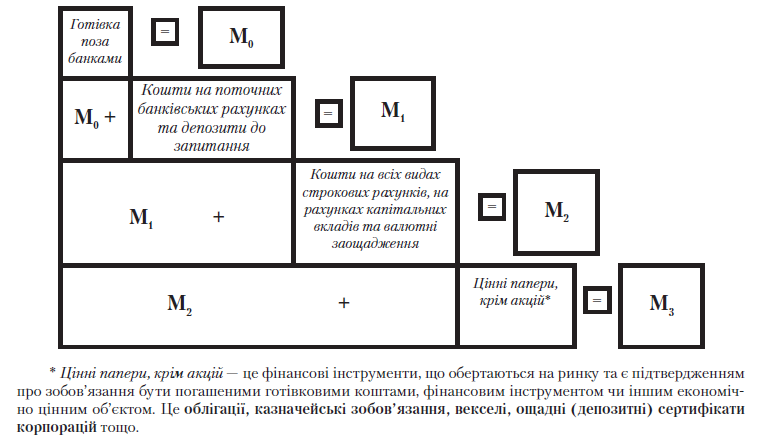 Готівка
поза
банками
=
M0
M0 +
Кошти на поточних
банківських рахунках
та депозити до
запитання
=
M1
M1 +
Кошти на всіх видах
строкових рахунків, на
рахунках капітальних
вкладів та валютні
заощадження
=
M2
M2 +
Цінні папери,
крім акцій*
=
M3
* Цінні папери, крім акцій — це фінансові інструменти, що обертаються на ринку та є підтвердженням
про зобов’язання бути погашеними готівковими коштами, фінансовим інструментом чи іншим економіч-
но цінним об’єктом. Це облігації, казначейські зобов’язання, векселі, ощадні (депозитні) сертифікати
корпорацій тощо.